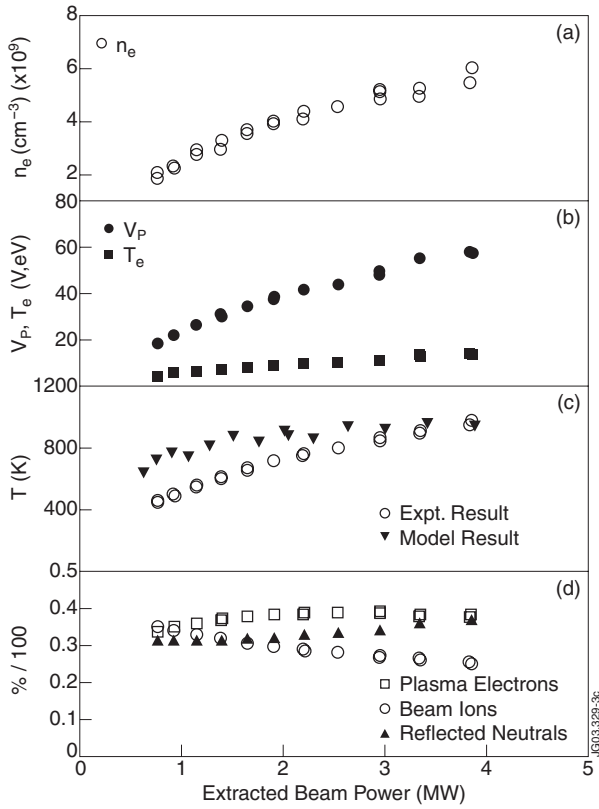 8
(a)
n_e
6
4
2
n_e (cm⁻³) (x10⁹)
80
(b)
V_P
T_e
60
40
20
V_P, T_e (V,eV)
1200
(c)
800
400
T (K)
Expt. Result
Model Result
0.5
(d)
0.4
0.3
0.2
0.1
0
% / 100
Plasma Electrons
Beam Ions
Reflected Neutrals
0 1 2 3 4 5
Extracted Beam Power (MW)
JG03.329-3c